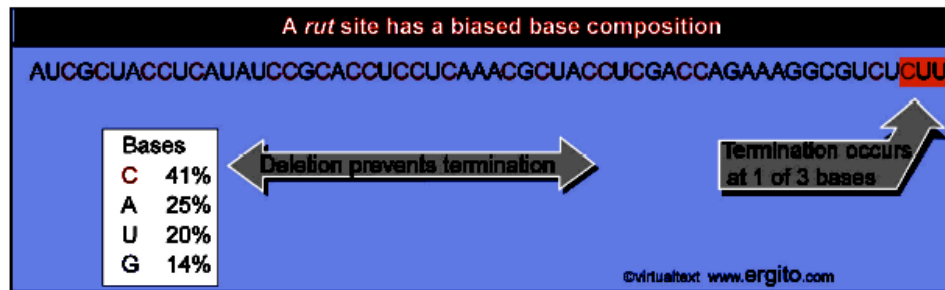 A rut site has a biased base composition
AUCGCUACCUCAUAUCCGCACCUCCUCAAACGCUACCUCGACCAGAAAGGCGUCUCUU
Bases
C 41%
A 25%
U 20%
G 14%
Deletion prevents termination
Termination occurs
at 1 of 3 bases
©virtualtext www.ergito.com